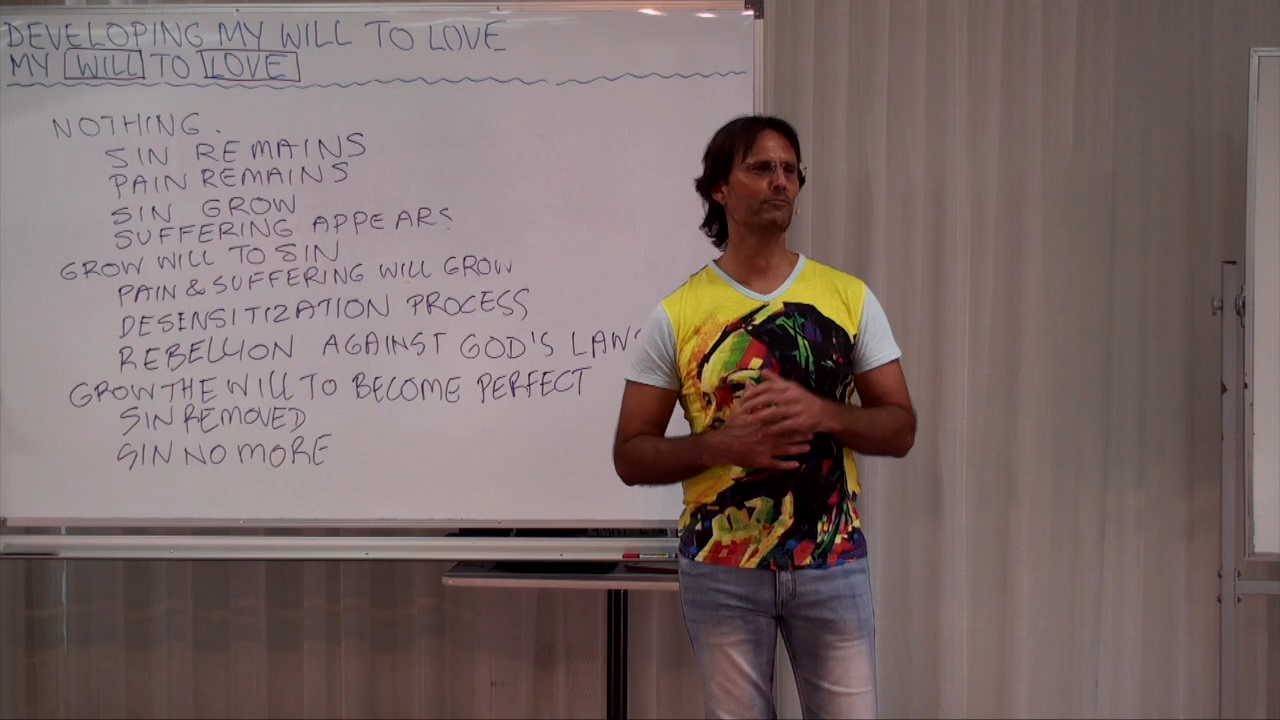 DEVELOPING MY WILL TO LOVE
MY WILL TO LOVE
NOTHING.
SIN REMAINS
PAIN REMAINS
SIN GROW
SUFFERING APPEARS
GROW WILL TO SIN
PAIN & SUFFERING WILL GROW
DESENSITIZATION PROCESS
REBELLION AGAINST GOD'S LAWS
GROW THE WILL TO BECOME PERFECT
SIN REMOVED
SIN NO MORE